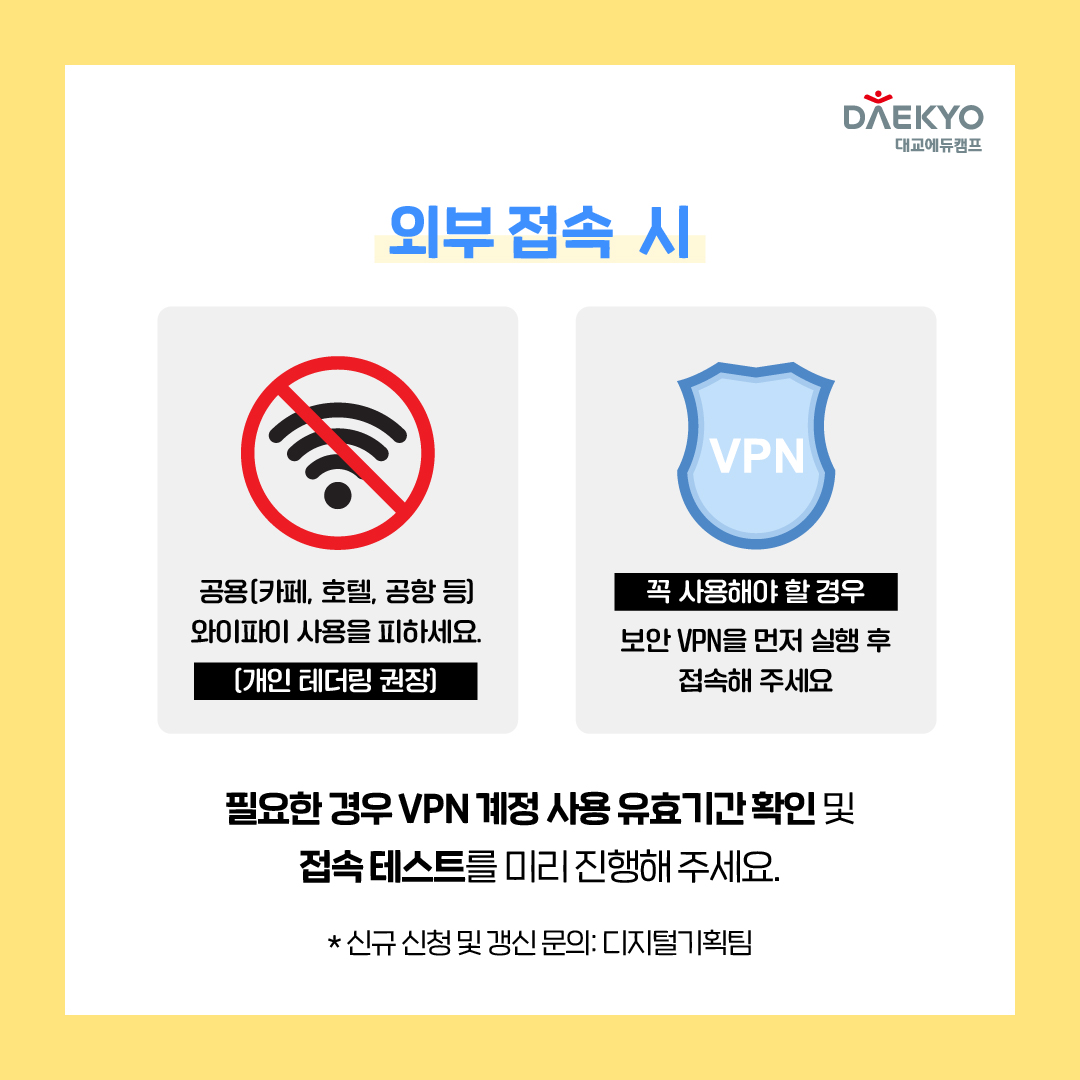 DAEKYO
대교에듀캠프
외부 접속 시
VPN
공용(카페, 호텔, 공항 등)
와이파이 사용을 피하세요.
(개인 테더링 권장)
꼭 사용해야 할 경우
보안 VPN을 먼저 실행 후
접속해 주세요
필요한 경우 VPN 계정 사용 유효기간 확인 및
접속 테스트를 미리 진행해 주세요.
* 신규 신청 및 갱신 문의: 디지털기획팀